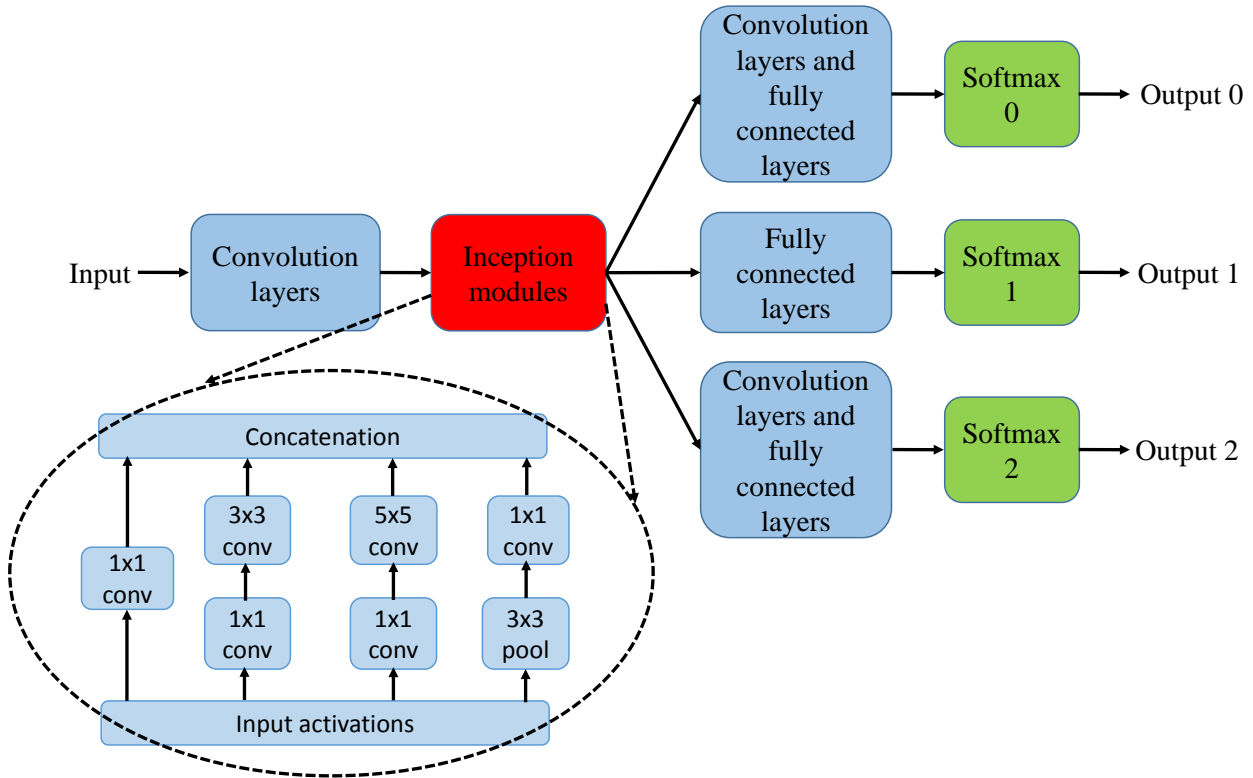 Convolution
layers and
fully
connected
layers
Softmax
0
Output 0
Input
Convolution
layers
Inception
modules
Fully
connected
layers
Softmax
1
Output 1
Convolution
layers and
fully
connected
layers
Softmax
2
Output 2
Concatenation
1x1
conv
3x3
conv
5x5
conv
1x1
conv
1x1
conv
1x1
conv
3x3
pool
Input activations